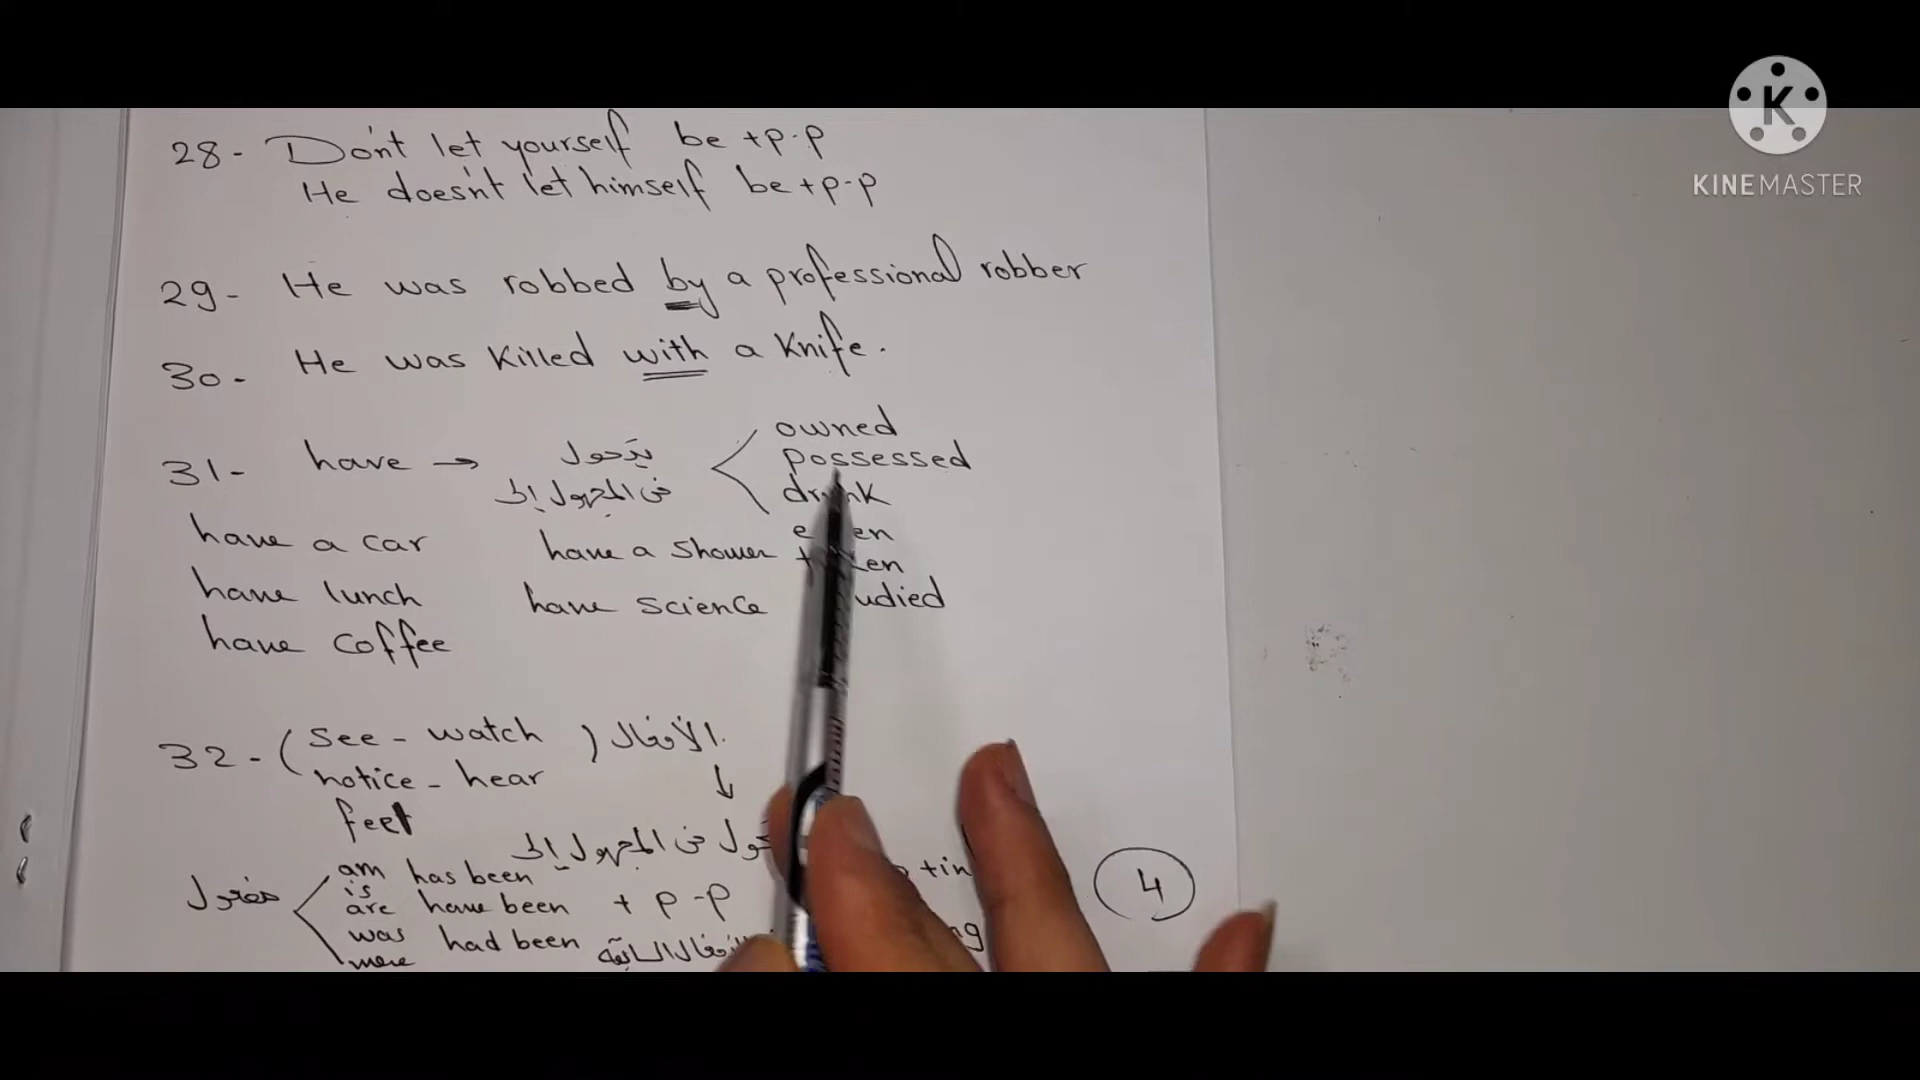 28- Don't let yourself be +p.p
He doesn't let himself be+p-p
29- He was robbed by a professional robber
30- He was killed with a knife.
31- have → يتحول < owned
possessed
في المجهول إلى drunk
have a car have a shower
have lunch have science
have coffee
32- (see - watch ) الأفعال
notice - hear
feel
في المجهول إلى
مفعول < am has been
is
are have been + p-p
was had been الأفعال السابقة
were
4
K
KINEMASTER